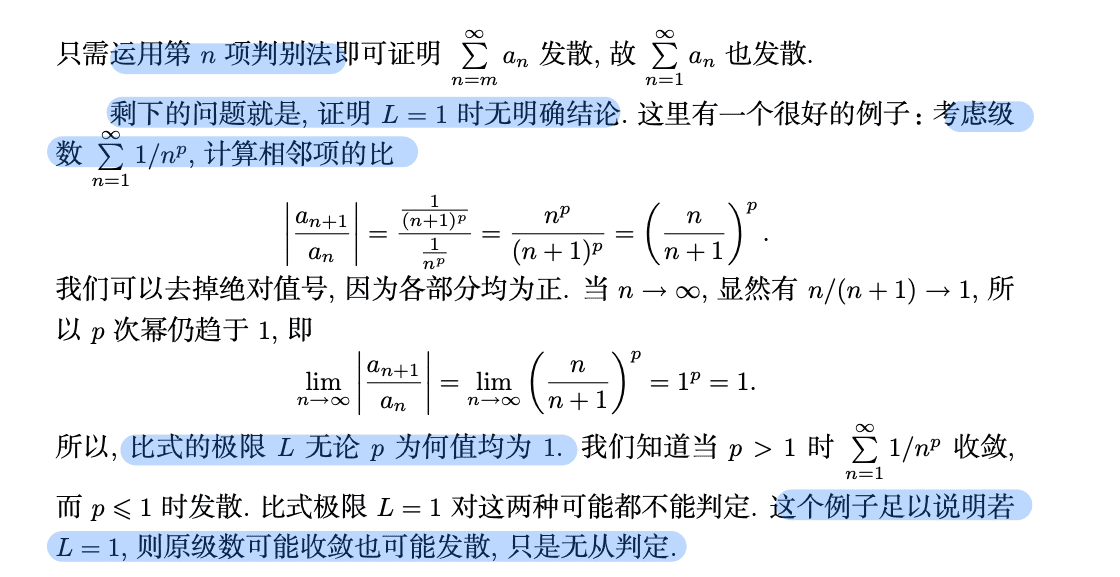 只需运用第 n 项判别法即可证明 $\sum_{n=m}^{\infty} a_n$ 发散, 故 $\sum_{n=1}^{\infty} a_n$ 也发散.
剩下的问题就是, 证明 L = 1 时无明确结论. 这里有一个很好的例子: 考虑级
数 $\sum_{n=1}^{\infty} 1/n^p$, 计算相邻项的比
$\left|\frac{a_{n+1}}{a_n}\right| = \frac{\frac{1}{(n+1)^p}}{\frac{1}{n^p}} = \frac{n^p}{(n+1)^p} = \left(\frac{n}{n+1}\right)^p.$
我们可以去掉绝对值号, 因为各部分均为正. 当 n → ∞, 显然有 n/(n + 1) → 1, 所
以 p 次幂仍趋于 1, 即
$\lim_{n\to\infty} \left|\frac{a_{n+1}}{a_n}\right| = \lim_{n\to\infty} \left(\frac{n}{n+1}\right)^p = 1^p = 1.$
所以, 比式的极限 L 无论 p 为何值均为 1. 我们知道当 p > 1 时 $\sum_{n=1}^{\infty} 1/n^p$ 收敛,
而 p ⩽ 1 时发散. 比式极限 L = 1 对这两种可能都不能判定. 这个例子足以说明若
L = 1, 则原级数可能收敛也可能发散, 只是无从判定.